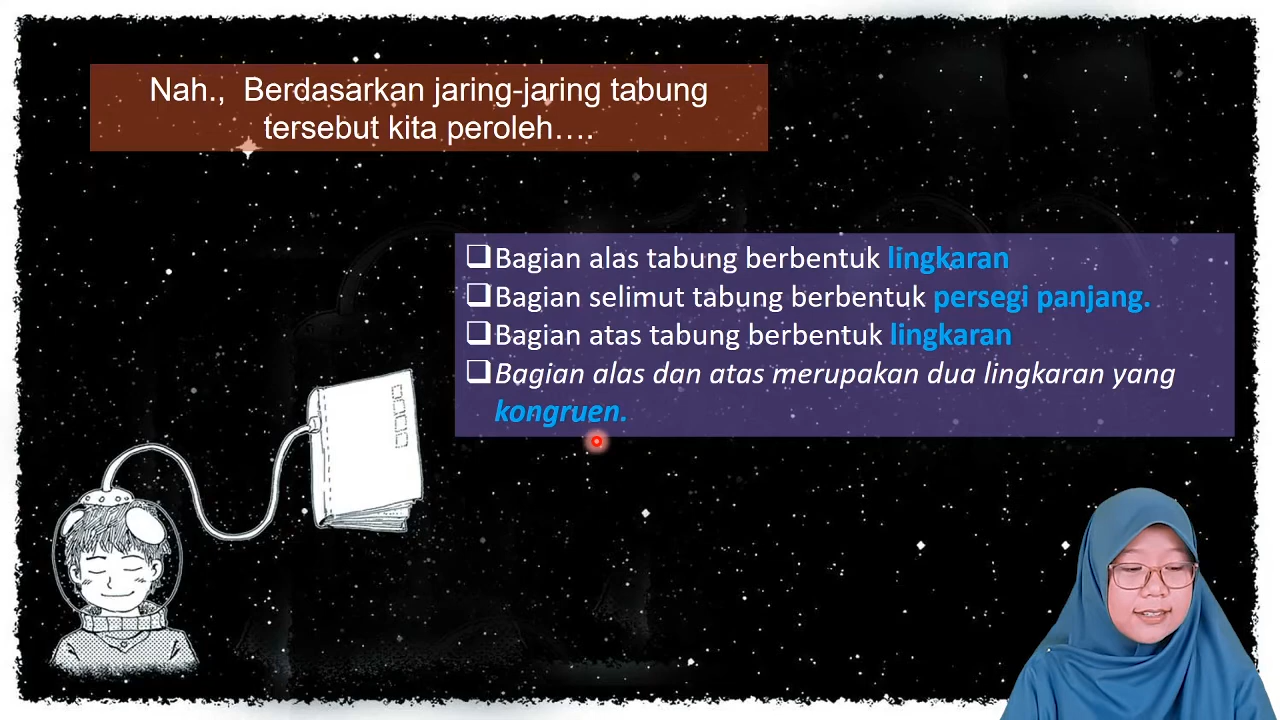 Nah., Berdasarkan jaring-jaring tabung
tersebut kita peroleh….
❑Bagian alas tabung berbentuk lingkaran
❑Bagian selimut tabung berbentuk persegi panjang.
❑Bagian atas tabung berbentuk lingkaran
❑Bagian alas dan atas merupakan dua lingkaran yang
kongruen.